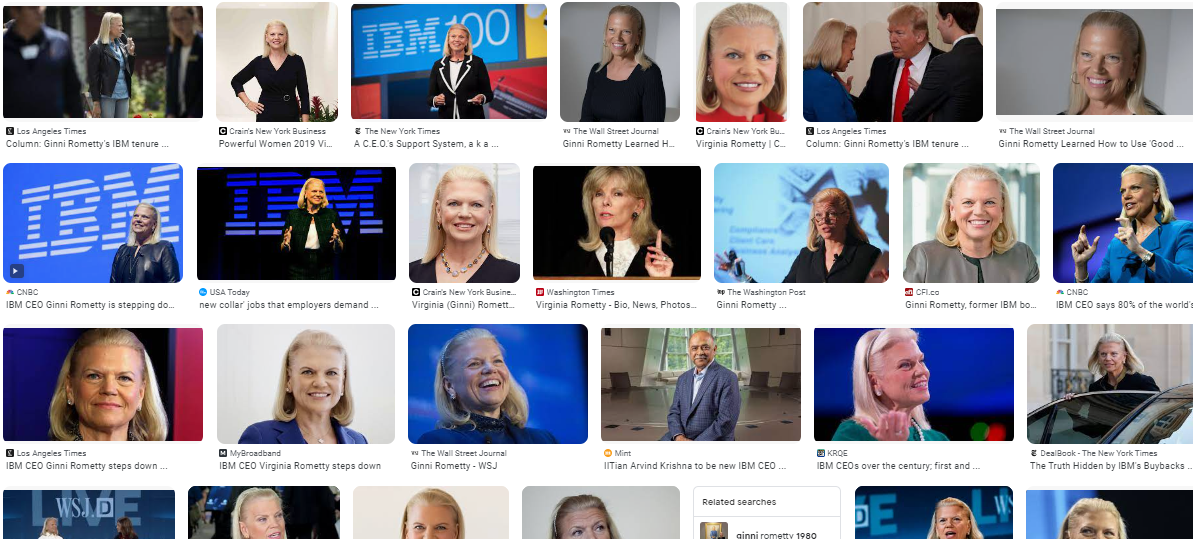 IBM100
Los Angeles Times
Column: Ginni Rometty's IBM tenure ...
Crain's New York Business
Powerful Women 2019 Vi...
The New York Times
A C.E.O.'s Support System, a k a ...
The Wall Street Journal
Ginni Rometty Learned H...
Crain's New York Bu...
Virginia Rometty | C...
Los Angeles Times
Column: Ginni Rometty's IBM tenure ...
The Wall Street Journal
Ginni Rometty Learned How to Use 'Good ...
IBM
IBM
Compliance
Client Care
Business
CNBC
IBM CEO Ginni Rometty is stepping do...
USA Today
new collar' jobs that employers demand ...
Crain's New York Busine...
Virginia (Ginni) Romett...
Washington Times
Virginia Rometty - Bio, News, Photos...
The Washington Post
Ginni Rometty ...
CFI.co
Ginni Rometty, former IBM bo...
CNBC
IBM CEO says 80% of the world's
Los Angeles Times
IBM CEO Ginni Rometty steps down ...
MyBroadband
IBM CEO Virginia Rometty steps down
The Wall Street Journal
Ginni Rometty - WSJ
Mint
IITian Arvind Krishna to be new IBM CEO ...
KRQE
IBM CEOs over the century; first and ...
DealBook - The New York Times
The Truth Hidden by IBM's Buybacks ...
LIVE
WSJ.D
Related searches
ginni rometty 1980